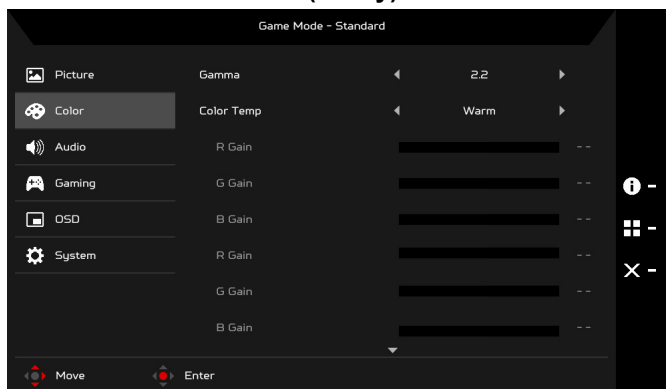 Game Mode - Standard
Picture
Gamma 2.2
Color
Color Temp Warm
Audio
R Gain --
Gaming
G Gain --
OSD
B Gain --
System
R Gain --
G Gain --
B Gain --
Move Enter